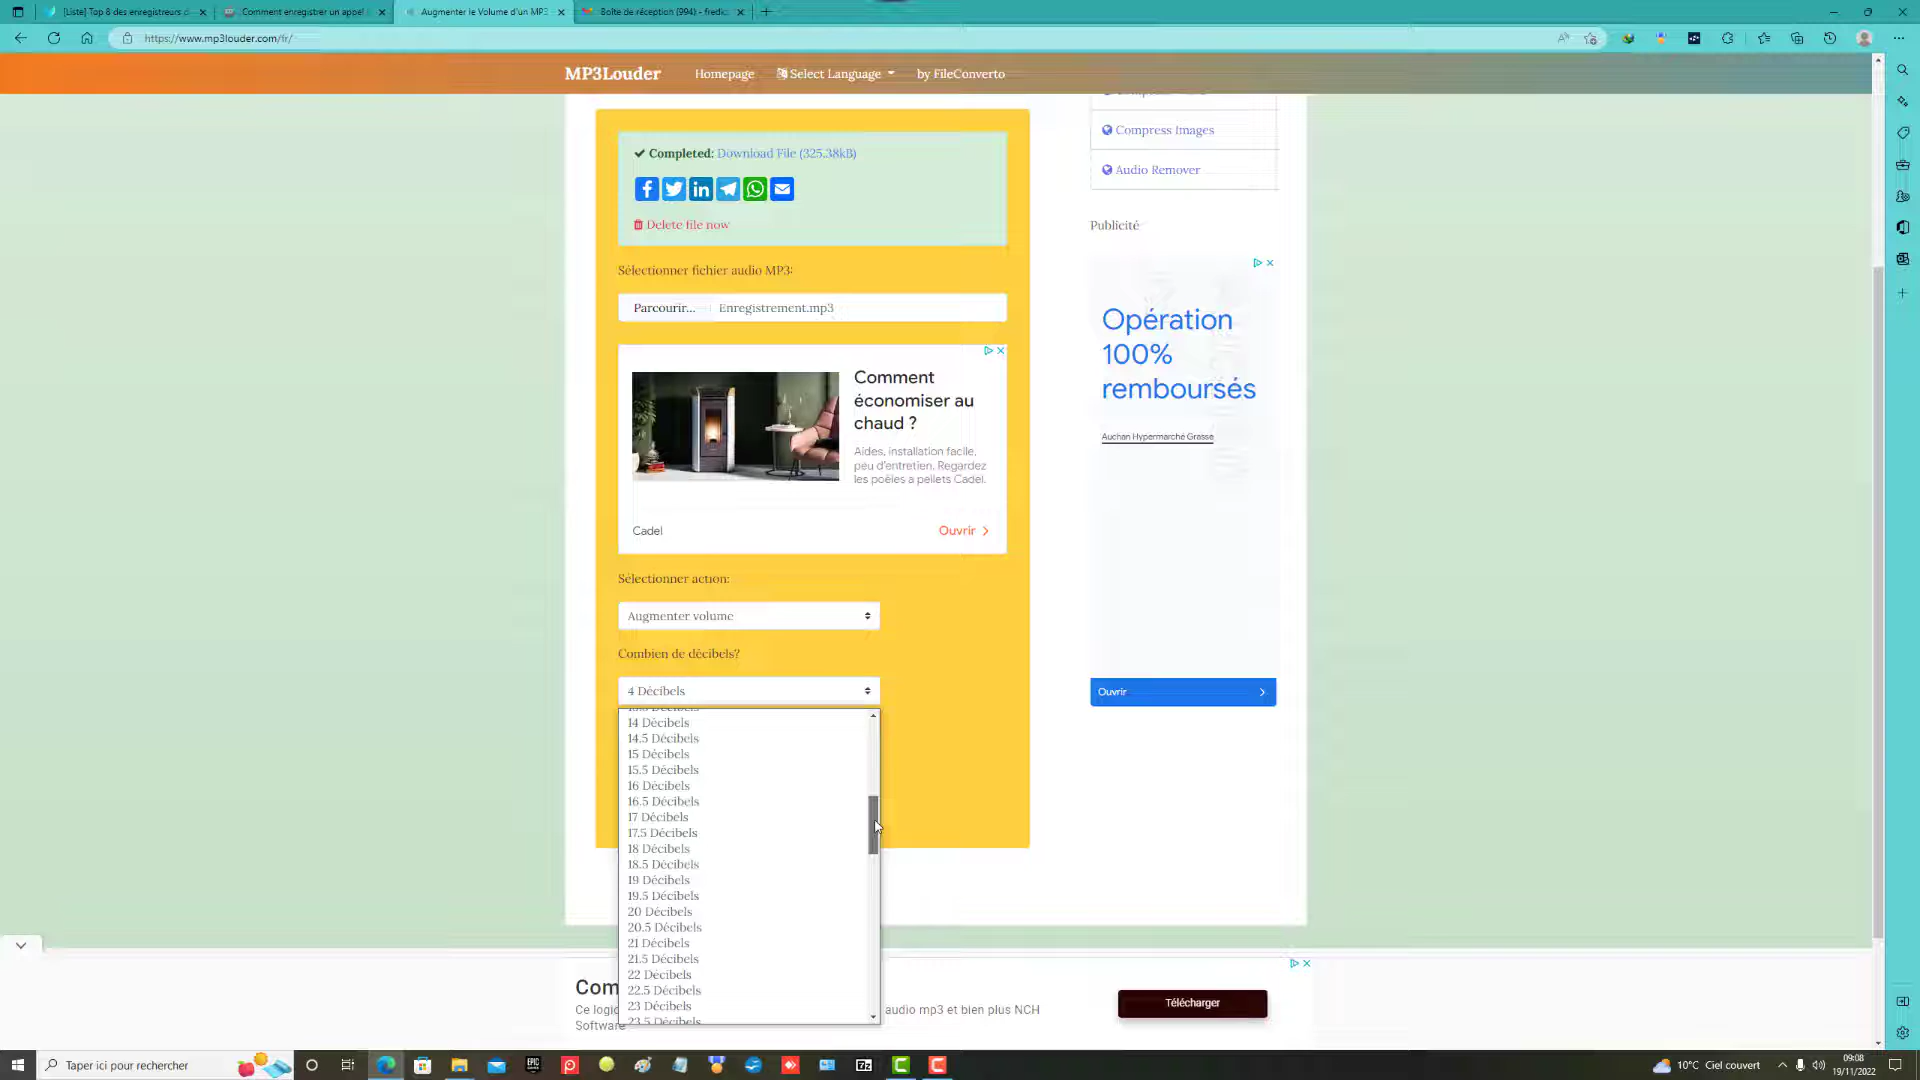 [Liste] Top 8 des enregistreurs d
Comment enregistrer un appel
Augmenter le Volume d'un MP3
Boîte de réception (994) - fredic
https://www.mp3louder.com/fr/
MP3Louder
Homepage
Select Language
by FileConverto
Completed: Download File (325.38kB)
Delete file now
Sélectionner fichier audio MP3:
Parcourir...
Enregistrement.mp3
Comment
économiser au
chaud ?
Aides, installation facile,
peu d'entretien. Regardez
les poêles a pellets Cadel.
Cadel
Ouvrir
Sélectionner action:
Augmenter volume
Combien de décibels?
4 Décibels
14 Décibels
14.5 Décibels
15 Décibels
15.5 Décibels
16 Décibels
16.5 Décibels
17 Décibels
17.5 Décibels
18 Décibels
18.5 Décibels
19 Décibels
19.5 Décibels
20 Décibels
20.5 Décibels
21 Décibels
21.5 Décibels
22 Décibels
22.5 Décibels
23 Décibels
23.5 Décibels
Compress Images
Audio Remover
Publicité
Opération
100%
remboursés
Auchan Hypermarché Grasse
Ouvrir
Com
Ce logic
audio mp3 et bien plus NCH
Software
Télécharger
Taper ici pour rechercher
EPIC
GAMES
7z
10°C Ciel couvert
09:08
19/11/2022